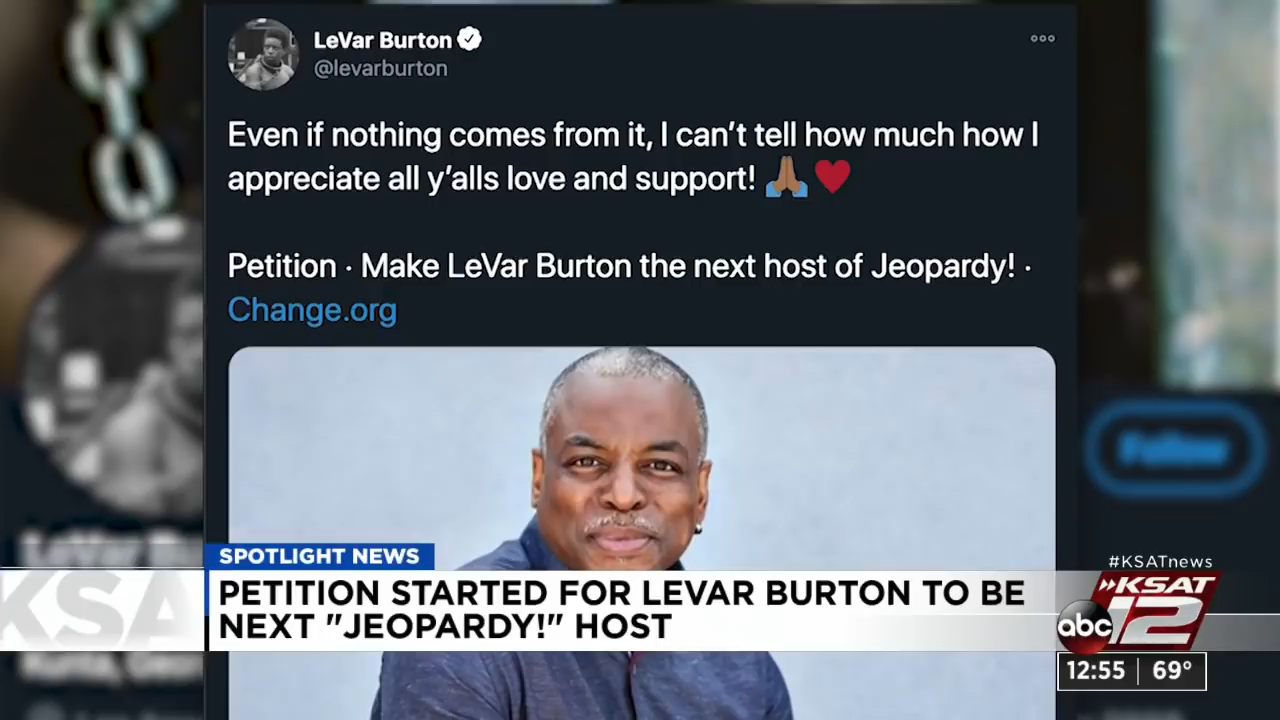 LeVar Burton
@levarburton
Even if nothing comes from it, I can't tell how much how I
appreciate all y'alls love and support! 🙏🏾 ♥️
Petition · Make LeVar Burton the next host of Jeopardy! ·
Change.org
Follow
SPOTLIGHT NEWS
PETITION STARTED FOR LEVAR BURTON TO BE
NEXT "JEOPARDY!" HOST
#KSATnews
KSAT
abc 12
12:55 69°
KSA